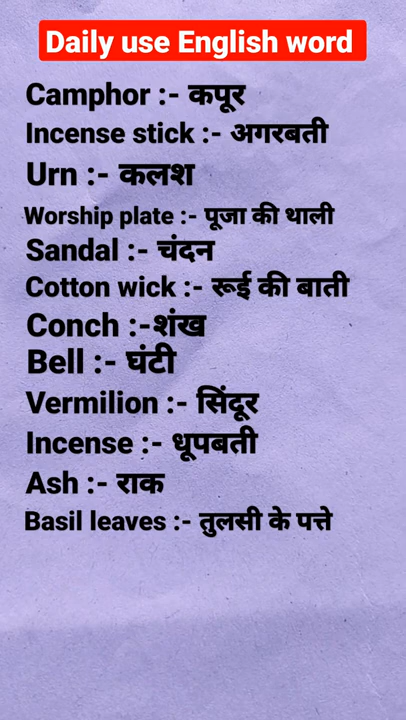 Daily use English word
Camphor :- कपूर
Incense stick :- अगरबती
Urn :- कलश
Worship plate :- पूजा की थाली
Sandal :- चंदन
Cotton wick :- रूई की बाती
Conch :-शंख
Bell :- घंटी
Vermilion :- सिंदूर
Incense :- धूपबती
Ash :- राक
Basil leaves :- तुलसी के पत्ते